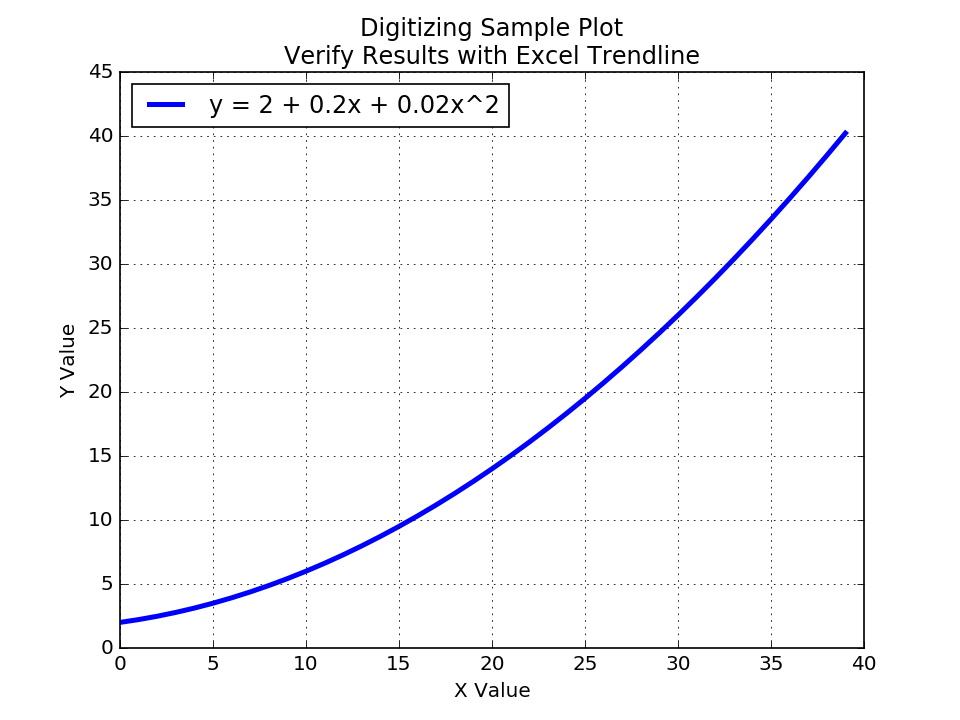 Digitizing Sample Plot
Verify Results with Excel Trendline
y = 2 + 0.2x + 0.02x^2
45
40
35
30
25
20
15
10
5
0
Y Value
0 5 10 15 20 25 30 35 40
X Value